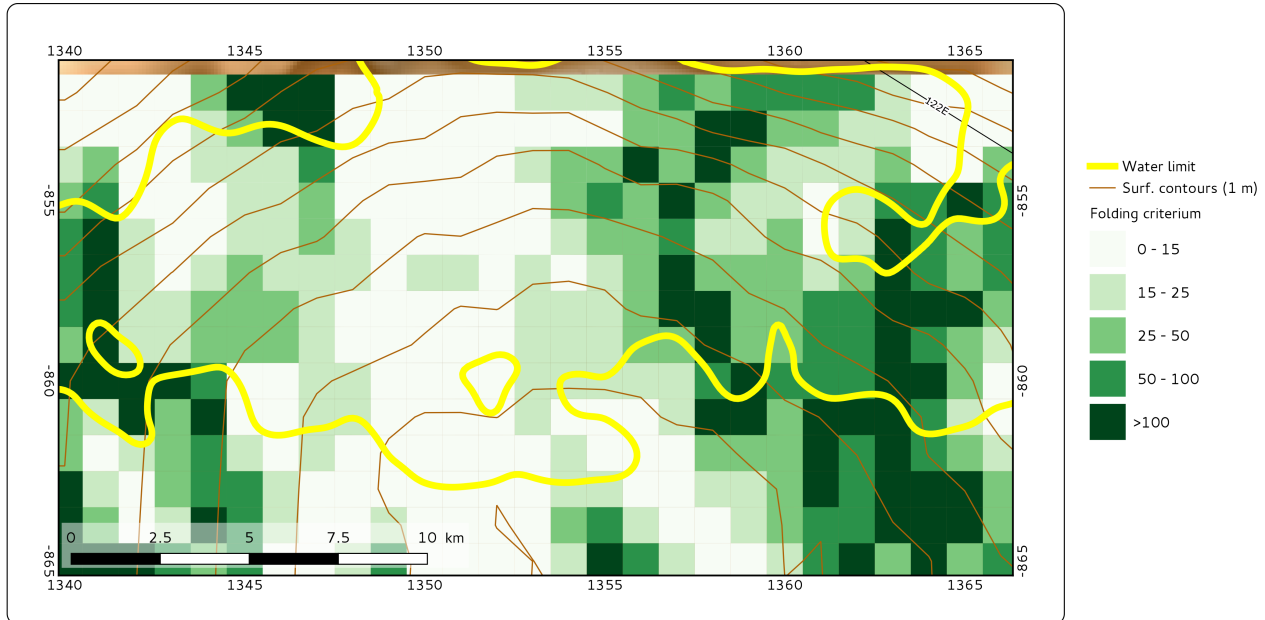 1340 1345 1350 1355 1360 1365
122E
-855
-855
-860
-860
-865
-865
0 2.5 5 7.5 10 km
1340 1345 1350 1355 1360 1365
Water limit
Surf. contours (1 m)
Folding criterium
0 - 15
15 - 25
25 - 50
50 - 100
>100